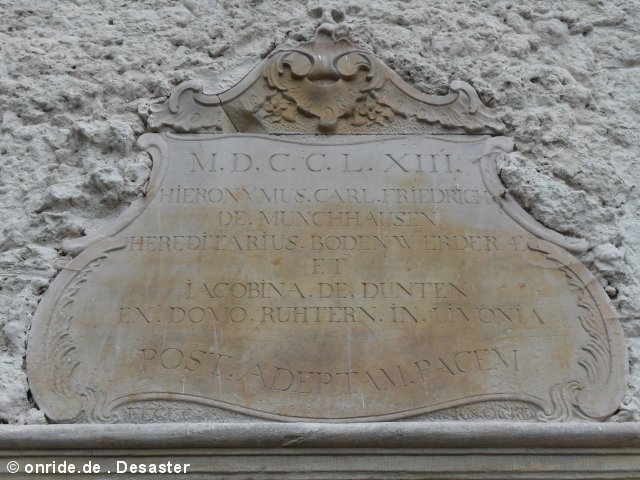 M.D.C.C.L.XIII.
HIERONYMUS.CARL.FRIEDRICH
DE.MUNCHHAUSEN
HEREDITARIUS.BODENWERDERÆ
ET
IACOBINA.DE.DUNTEN
EX.DOMO.RUHTERN.IN.LIVONIA
POST.ADEPTAM.PACEM
© onride.de . Desaster